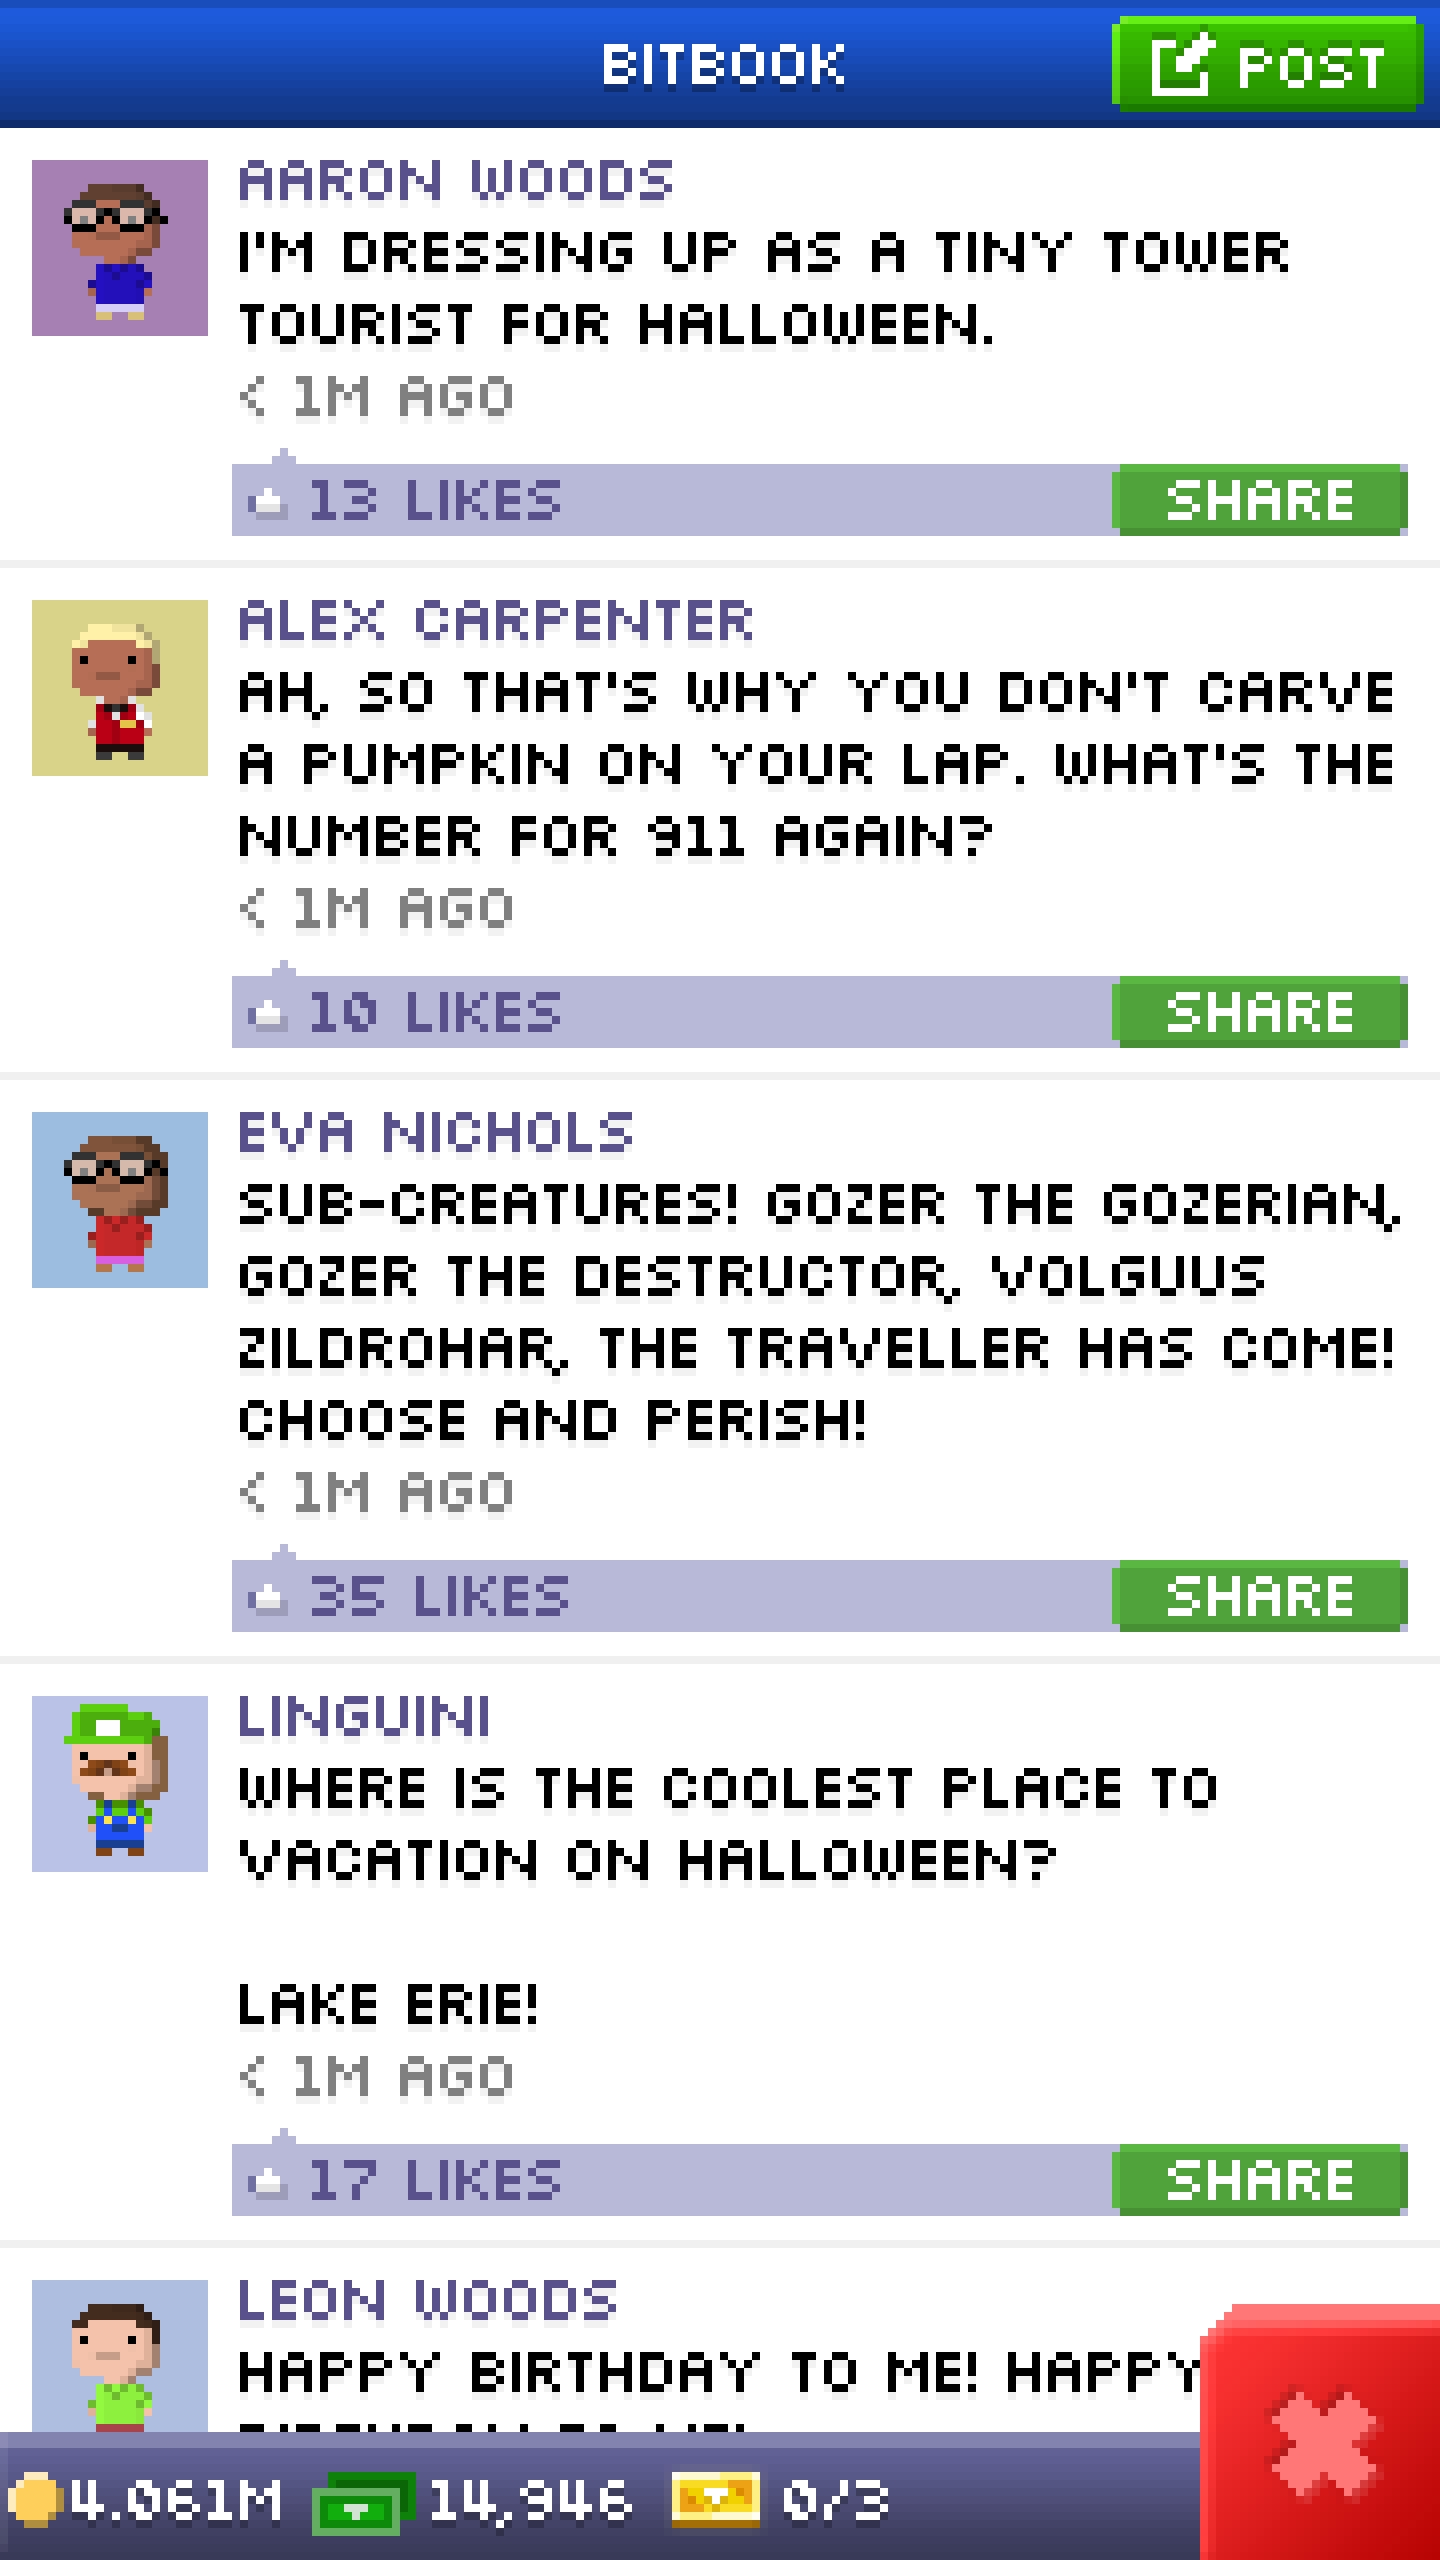 BITBOOK
POST
AARON WOODS
I'M DRESSING UP AS A TINY TOWER
TOURIST FOR HALLOWEEN.
< 1M AGO
13 LIKES
SHARE
ALEX CARPENTER
AH, SO THAT'S WHY YOU DON'T CARVE
A PUMPKIN ON YOUR LAP. WHAT'S THE
NUMBER FOR 911 AGAIN?
< 1M AGO
10 LIKES
SHARE
EVA NICHOLS
SUB-CREATURES! GOZER THE GOZERIAN,
GOZER THE DESTRUCTOR, VOLGUUS
ZILDROHAR, THE TRAVELLER HAS COME!
CHOOSE AND PERISH!
< 1M AGO
35 LIKES
SHARE
LINGUINI
WHERE IS THE COOLEST PLACE TO
VACATION ON HALLOWEEN?
LAKE ERIE!
< 1M AGO
17 LIKES
SHARE
LEON WOODS
HAPPY BIRTHDAY TO ME! HAPPY
4.061M
14,946
0/3